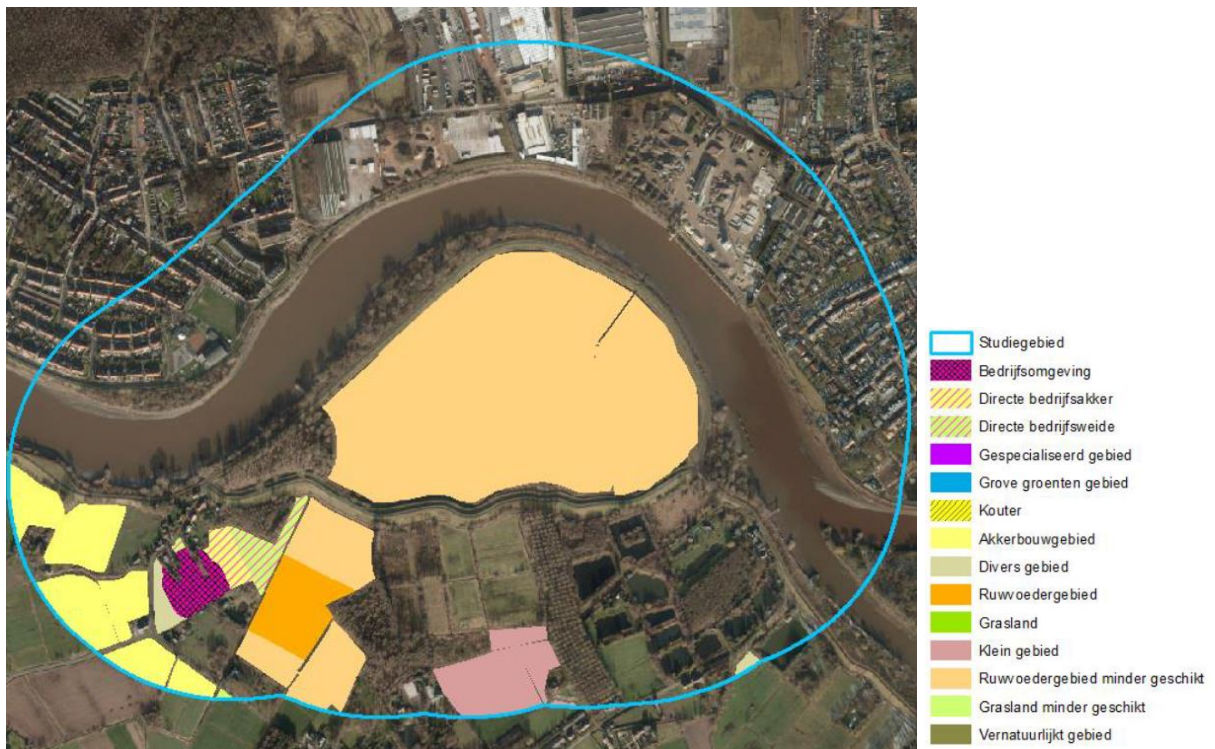 Studiegebied
Bedrijfsomgeving
Directe bedrijfsakker
Directe bedrijfsweide
Gespecialiseerd gebied
Grove groenten gebied
Kouter
Akkerbouwgebied
Divers gebied
Ruwvoedergebied
Grasland
Klein gebied
Ruwvoedergebied minder geschikt
Grasland minder geschikt
Vernatuurlijkt gebied